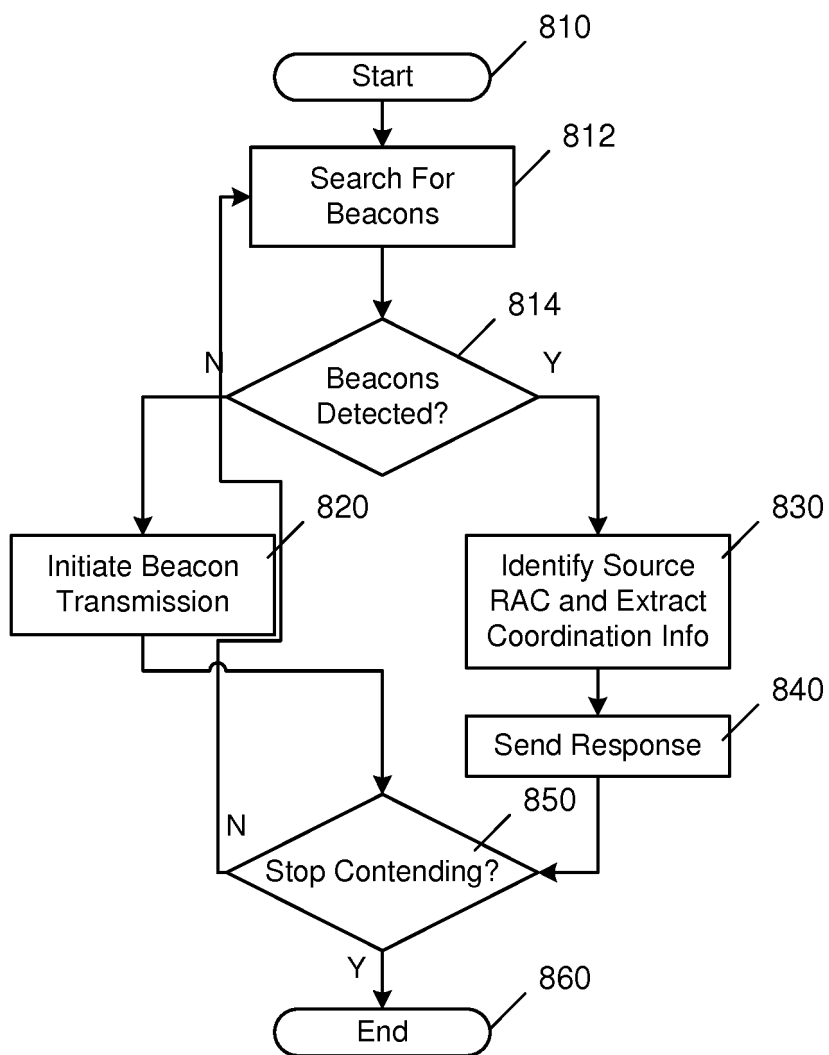 810
Start
812
Search For
Beacons
814
N
Y
Beacons
Detected?
820
830
Initiate Beacon
Transmission
Identify Source
RAC and Extract
Coordination Info
840
Send Response
850
N
Stop Contending?
Y
860
End